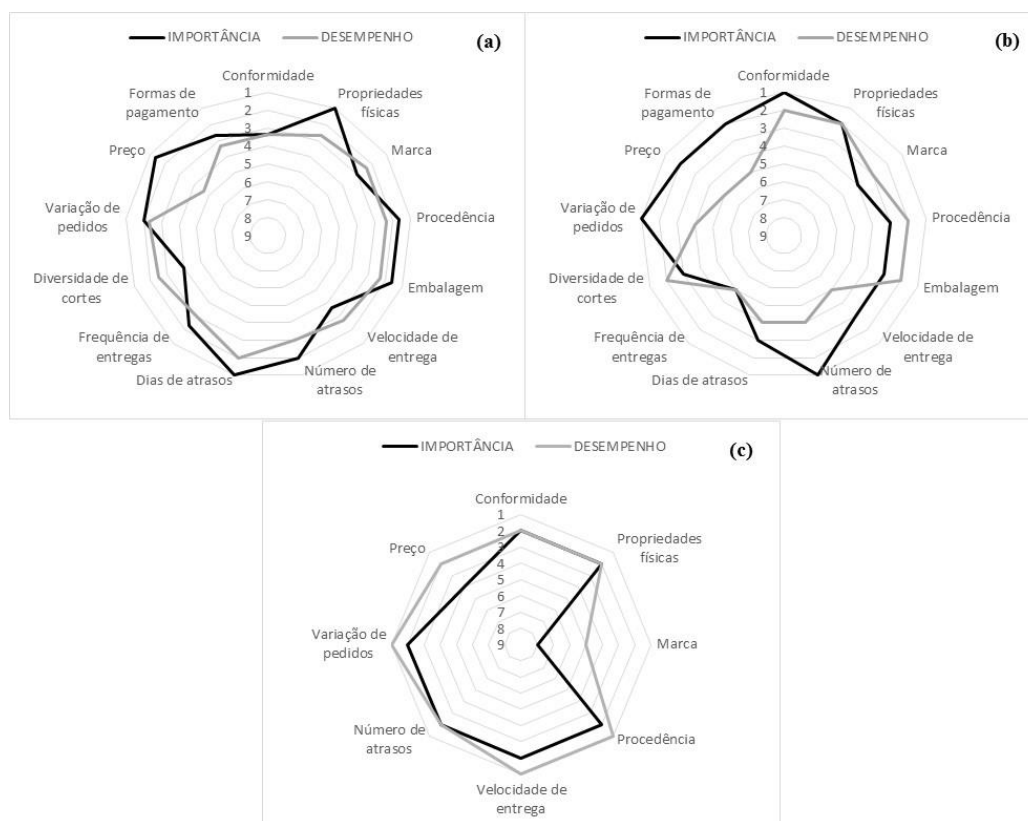 IMPORTÂNCIA DESEMPENHO (a)
Conformidade
Propriedades
físicas
Marca
Procedência
Embalagem
Velocidade de
entrega
Número de
atrasos
Dias de atrasos
Frequência de
entregas
Diversidade de
cortes
Variação de
pedidos
Preço
Formas de
pagamento
1
2
3
4
5
6
7
8
9
IMPORTÂNCIA DESEMPENHO (b)
Conformidade
Propriedades
físicas
Marca
Procedência
Embalagem
Velocidade de
entrega
Número de
atrasos
Dias de atrasos
Frequência de
entregas
Diversidade de
cortes
Variação de
pedidos
Preço
Formas de
pagamento
1
2
3
4
5
6
7
8
9
IMPORTÂNCIA DESEMPENHO (c)
Conformidade
Propriedades
físicas
Marca
Procedência
Velocidade de
entrega
Número de
atrasos
Variação de
pedidos
Preço
1
2
3
4
5
6
7
8
9